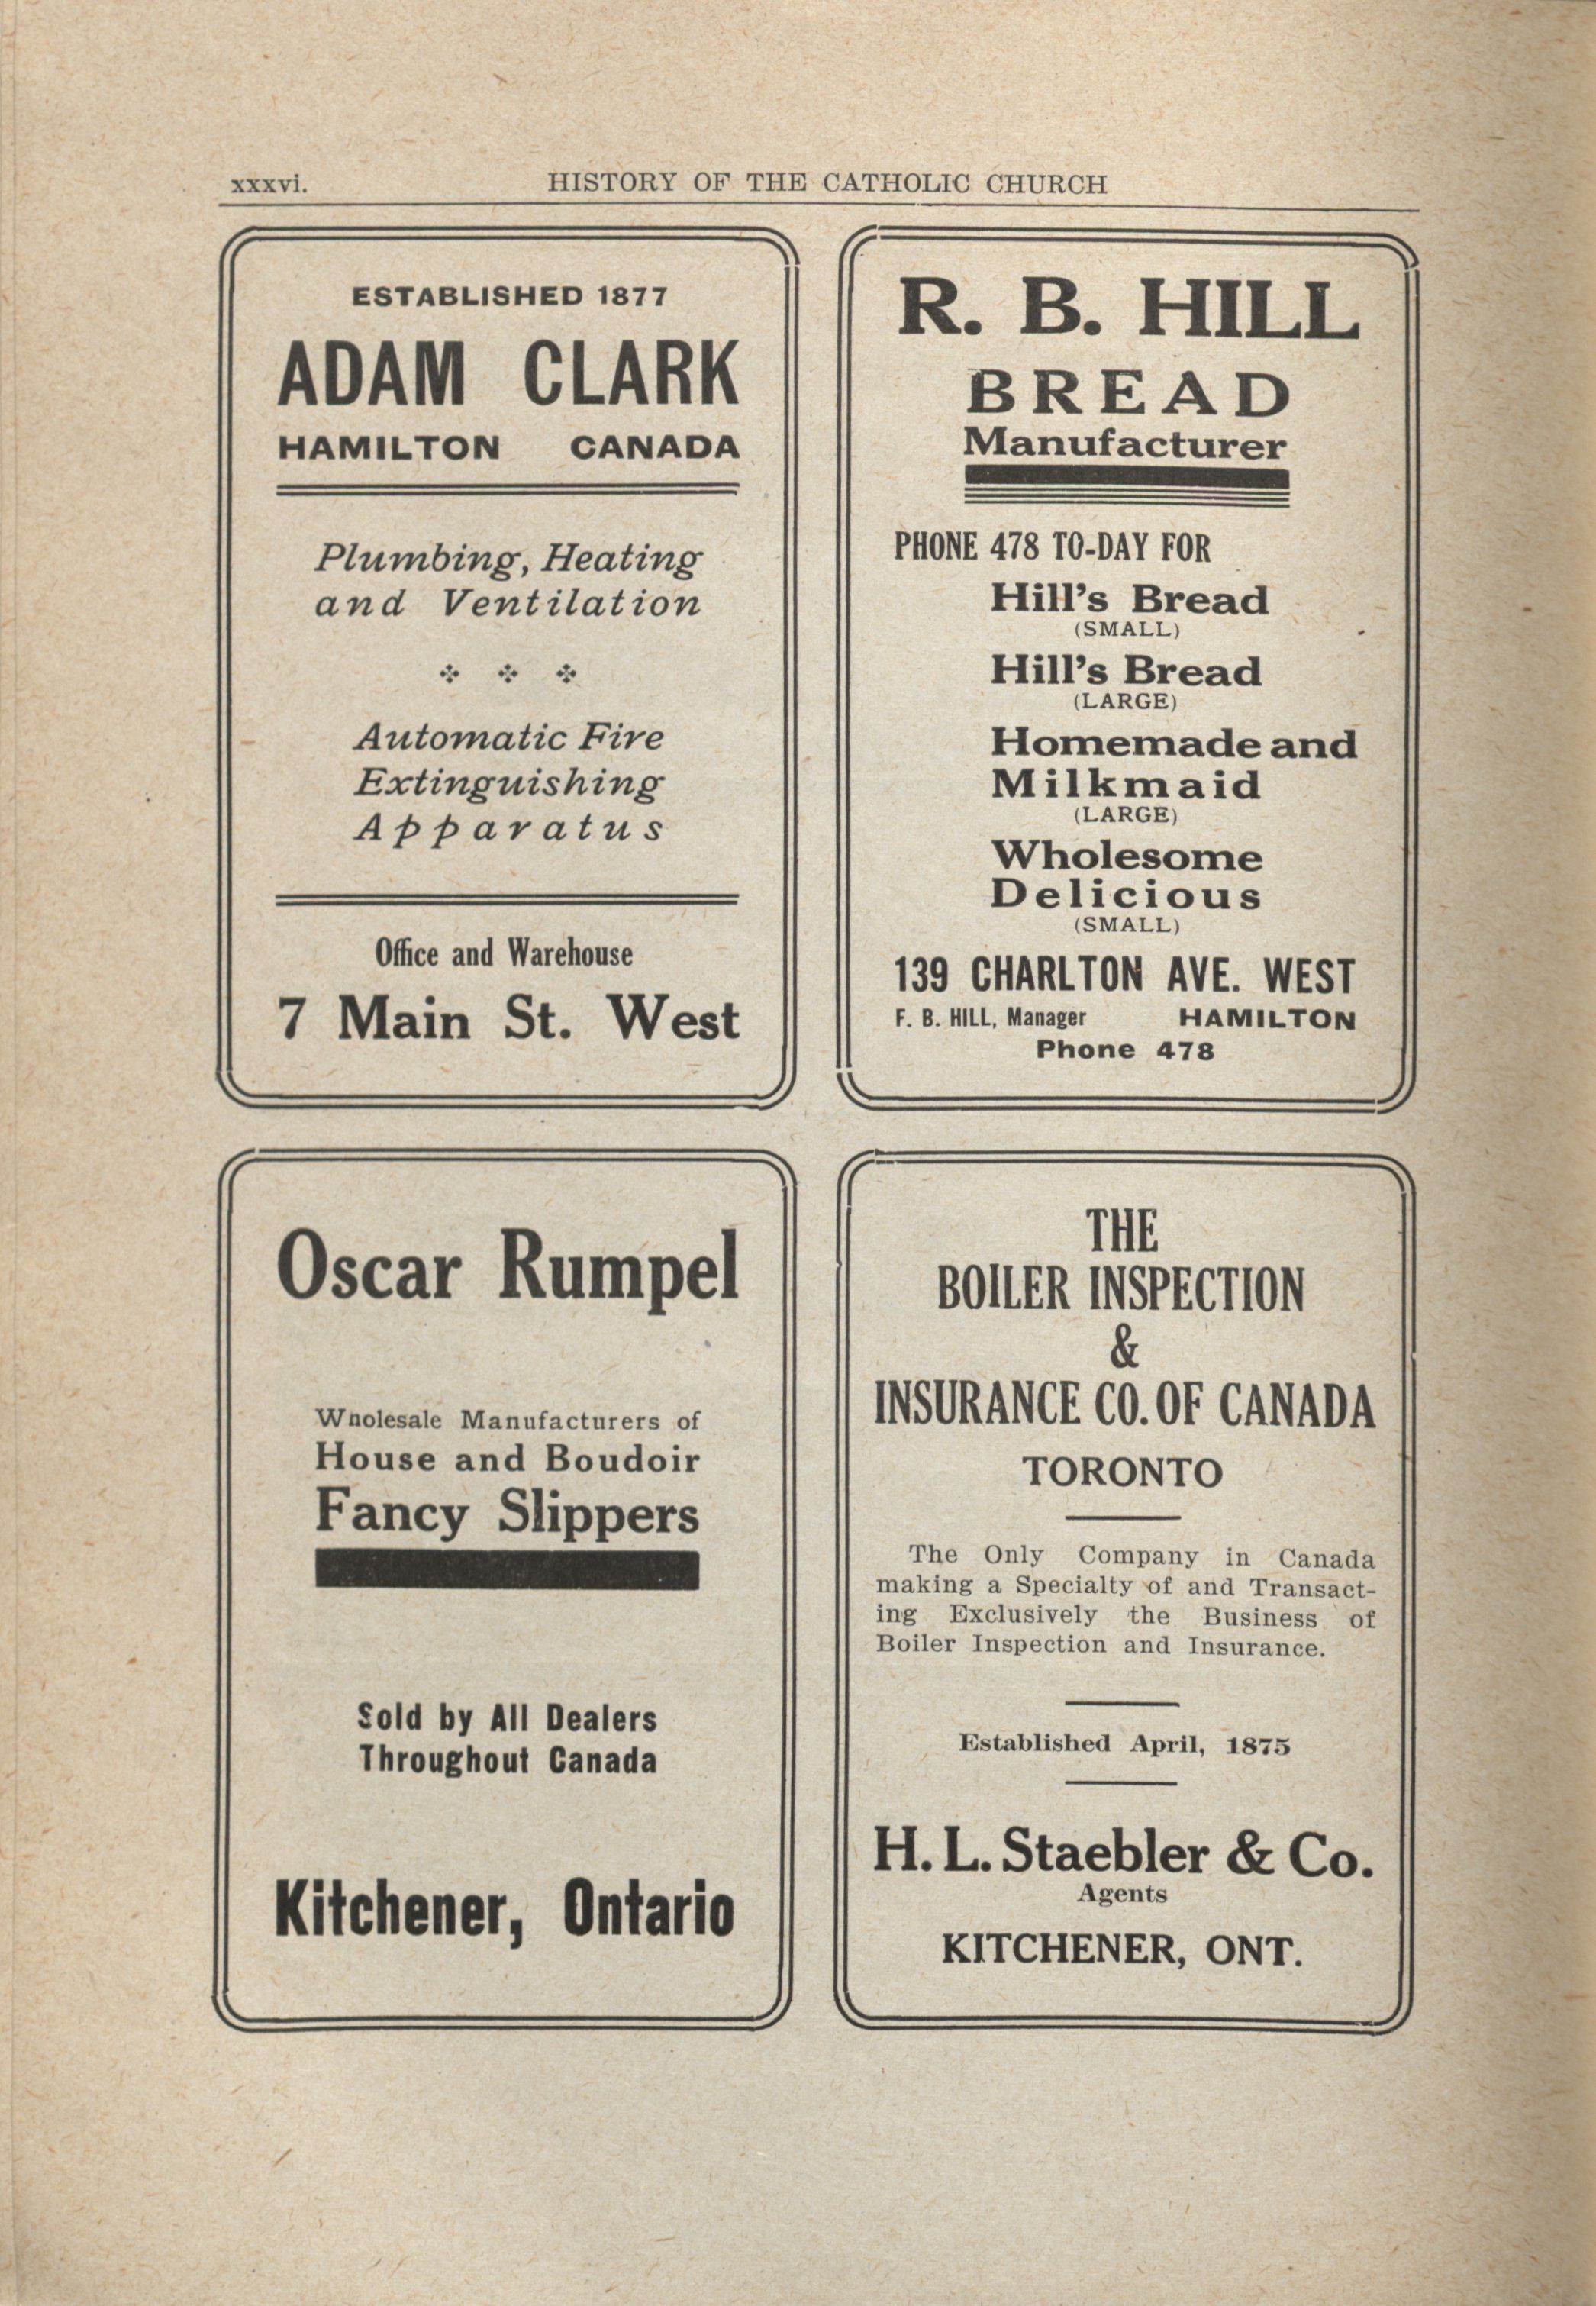 xxxvi. HISTORY OF THE CATHOLIC CHURCH
ESTABLISHED 1877
ADAM CLARK
HAMILTON CANADA
Plumbing, Heating
and Ventilation
Automatic Fire
Extinguishing
Apparatus
Office and Warehouse
7 Main St. West
R. B. HILL
BREAD
Manufacturer
PHONE 478 TO-DAY FOR
Hill's Bread
(SMALL)
Hill's Bread
(LARGE)
Homemade and
Milkmaid
(LARGE)
Wholesome
Delicious
(SMALL)
139 CHARLTON AVE. WEST
F. B. HILL, Manager HAMILTON
Phone 478
Oscar Rumpel
Wholesale Manufacturers of
House and Boudoir
Fancy Slippers
Sold by All Dealers
Throughout Canada
Kitchener, Ontario
THE
BOILER INSPECTION
&
INSURANCE CO. OF CANADA
TORONTO
The Only Company in Canada
making a Specialty of and Transact-
ing Exclusively the Business of
Boiler Inspection and Insurance.
Established April, 1875
H. L. Staebler & Co.
Agents
KITCHENER, ONT.